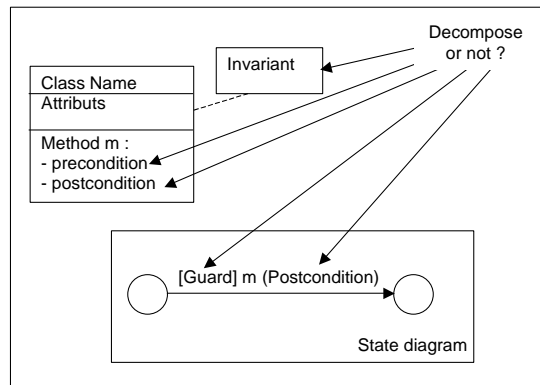 Decompose
or not ?
Invariant
Class Name
Attributs
Method m :
- precondition
- postcondition
[Guard] m (Postcondition)
State diagram